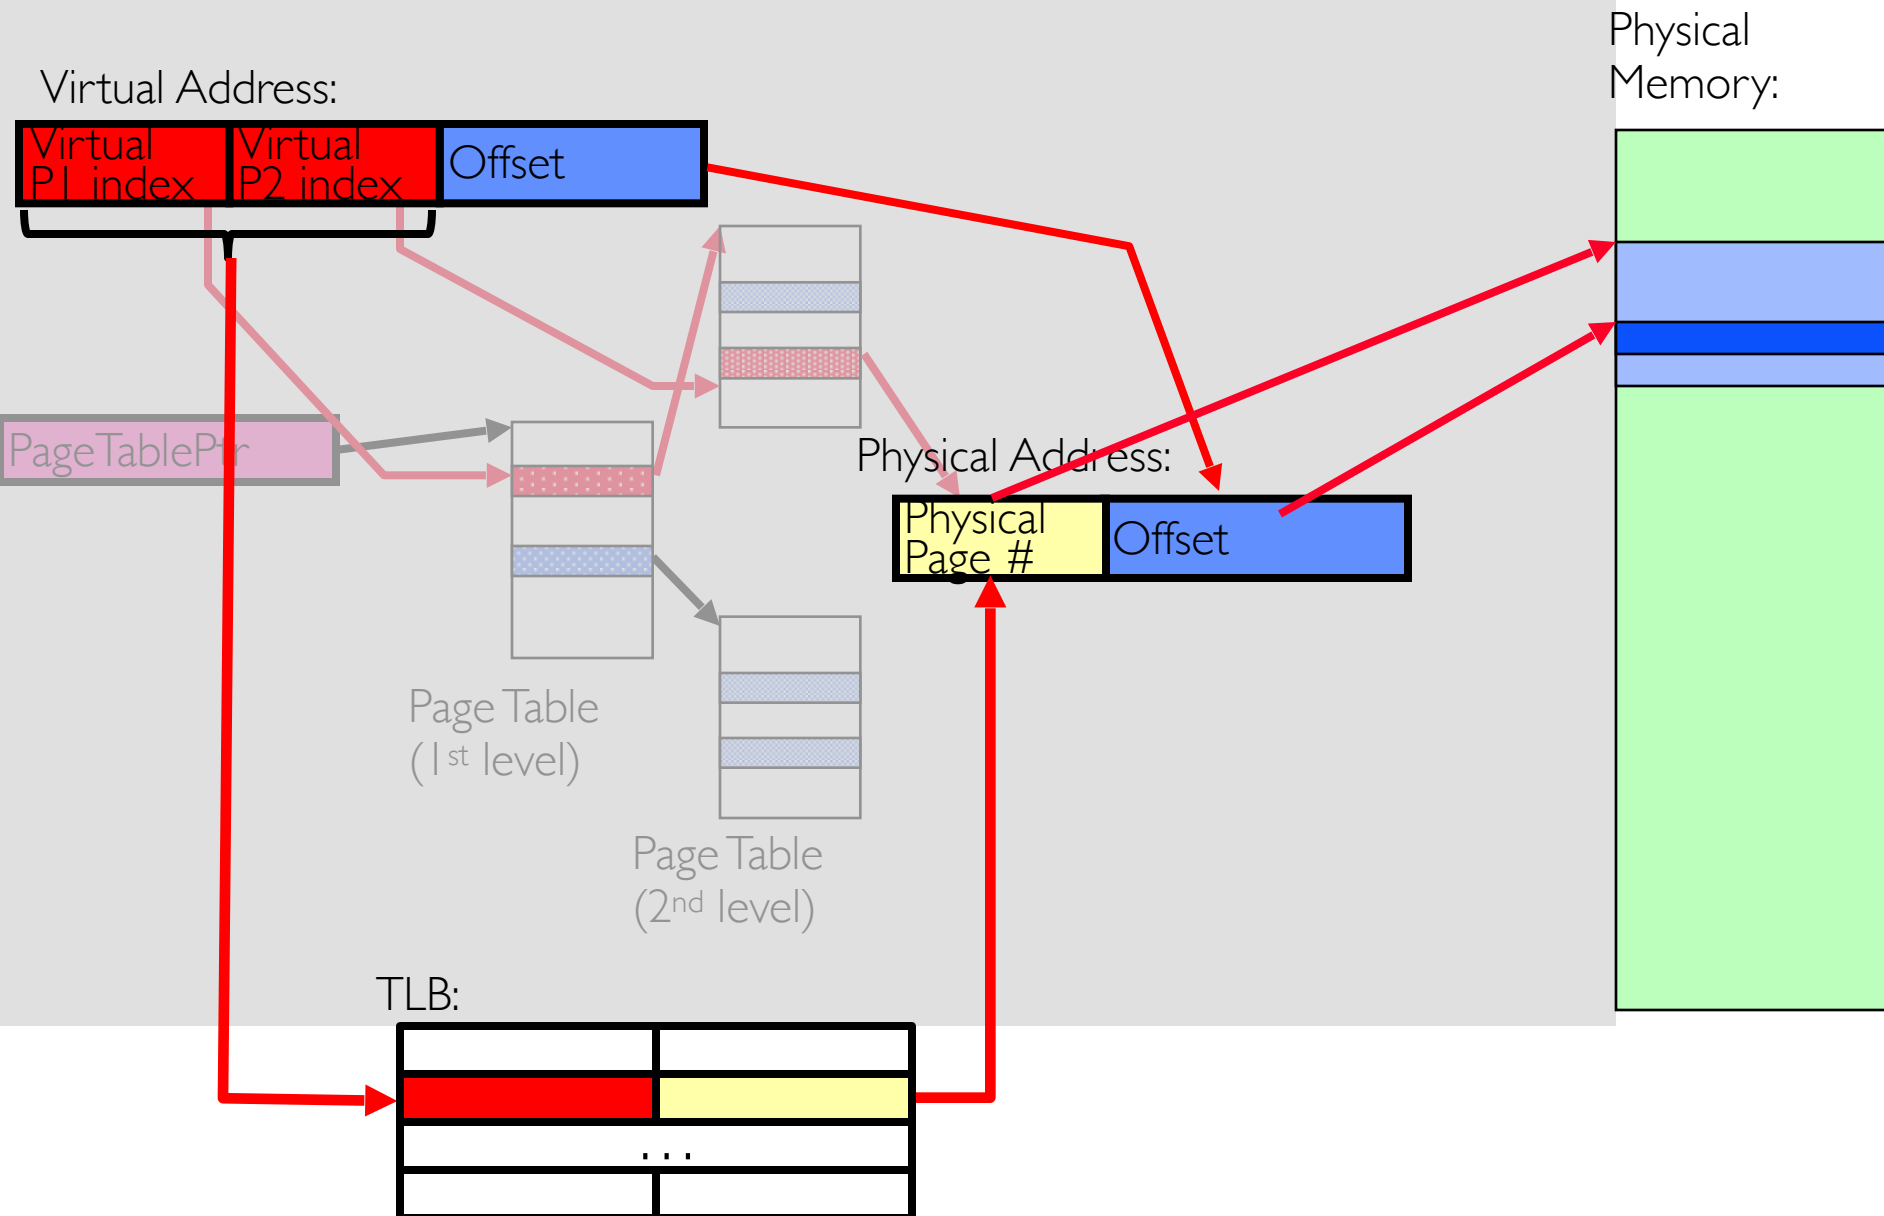 Physical
Memory:
Virtual Address:
Virtual
P1 index
Virtual
P2 index
Offset
PageTablePtr
Physical Address:
Physical
Page #
Offset
Page Table
(1st level)
Page Table
(2nd level)
TLB:
...